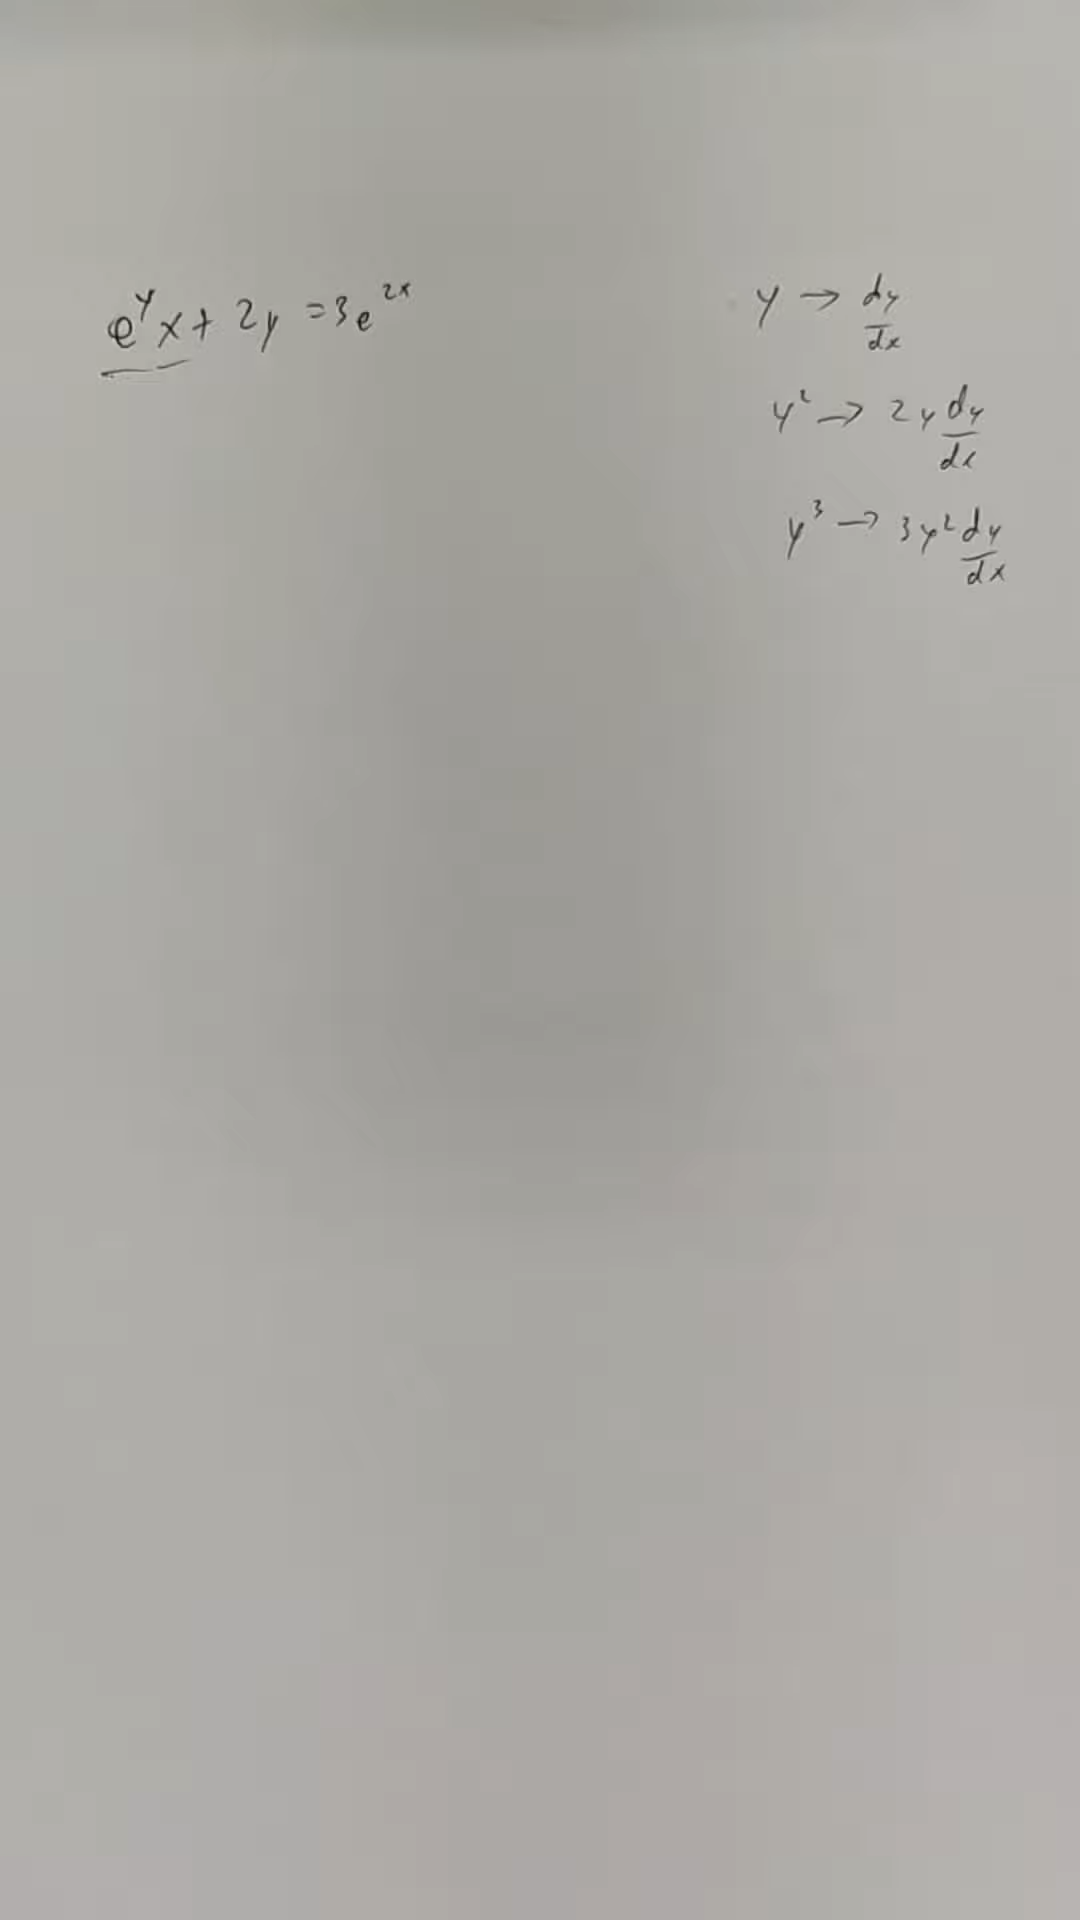 e^y x + 2y = 3e^{2x}
y → dy/dx
y² → 2y dy/dx
y³ → 3y² dy/dx